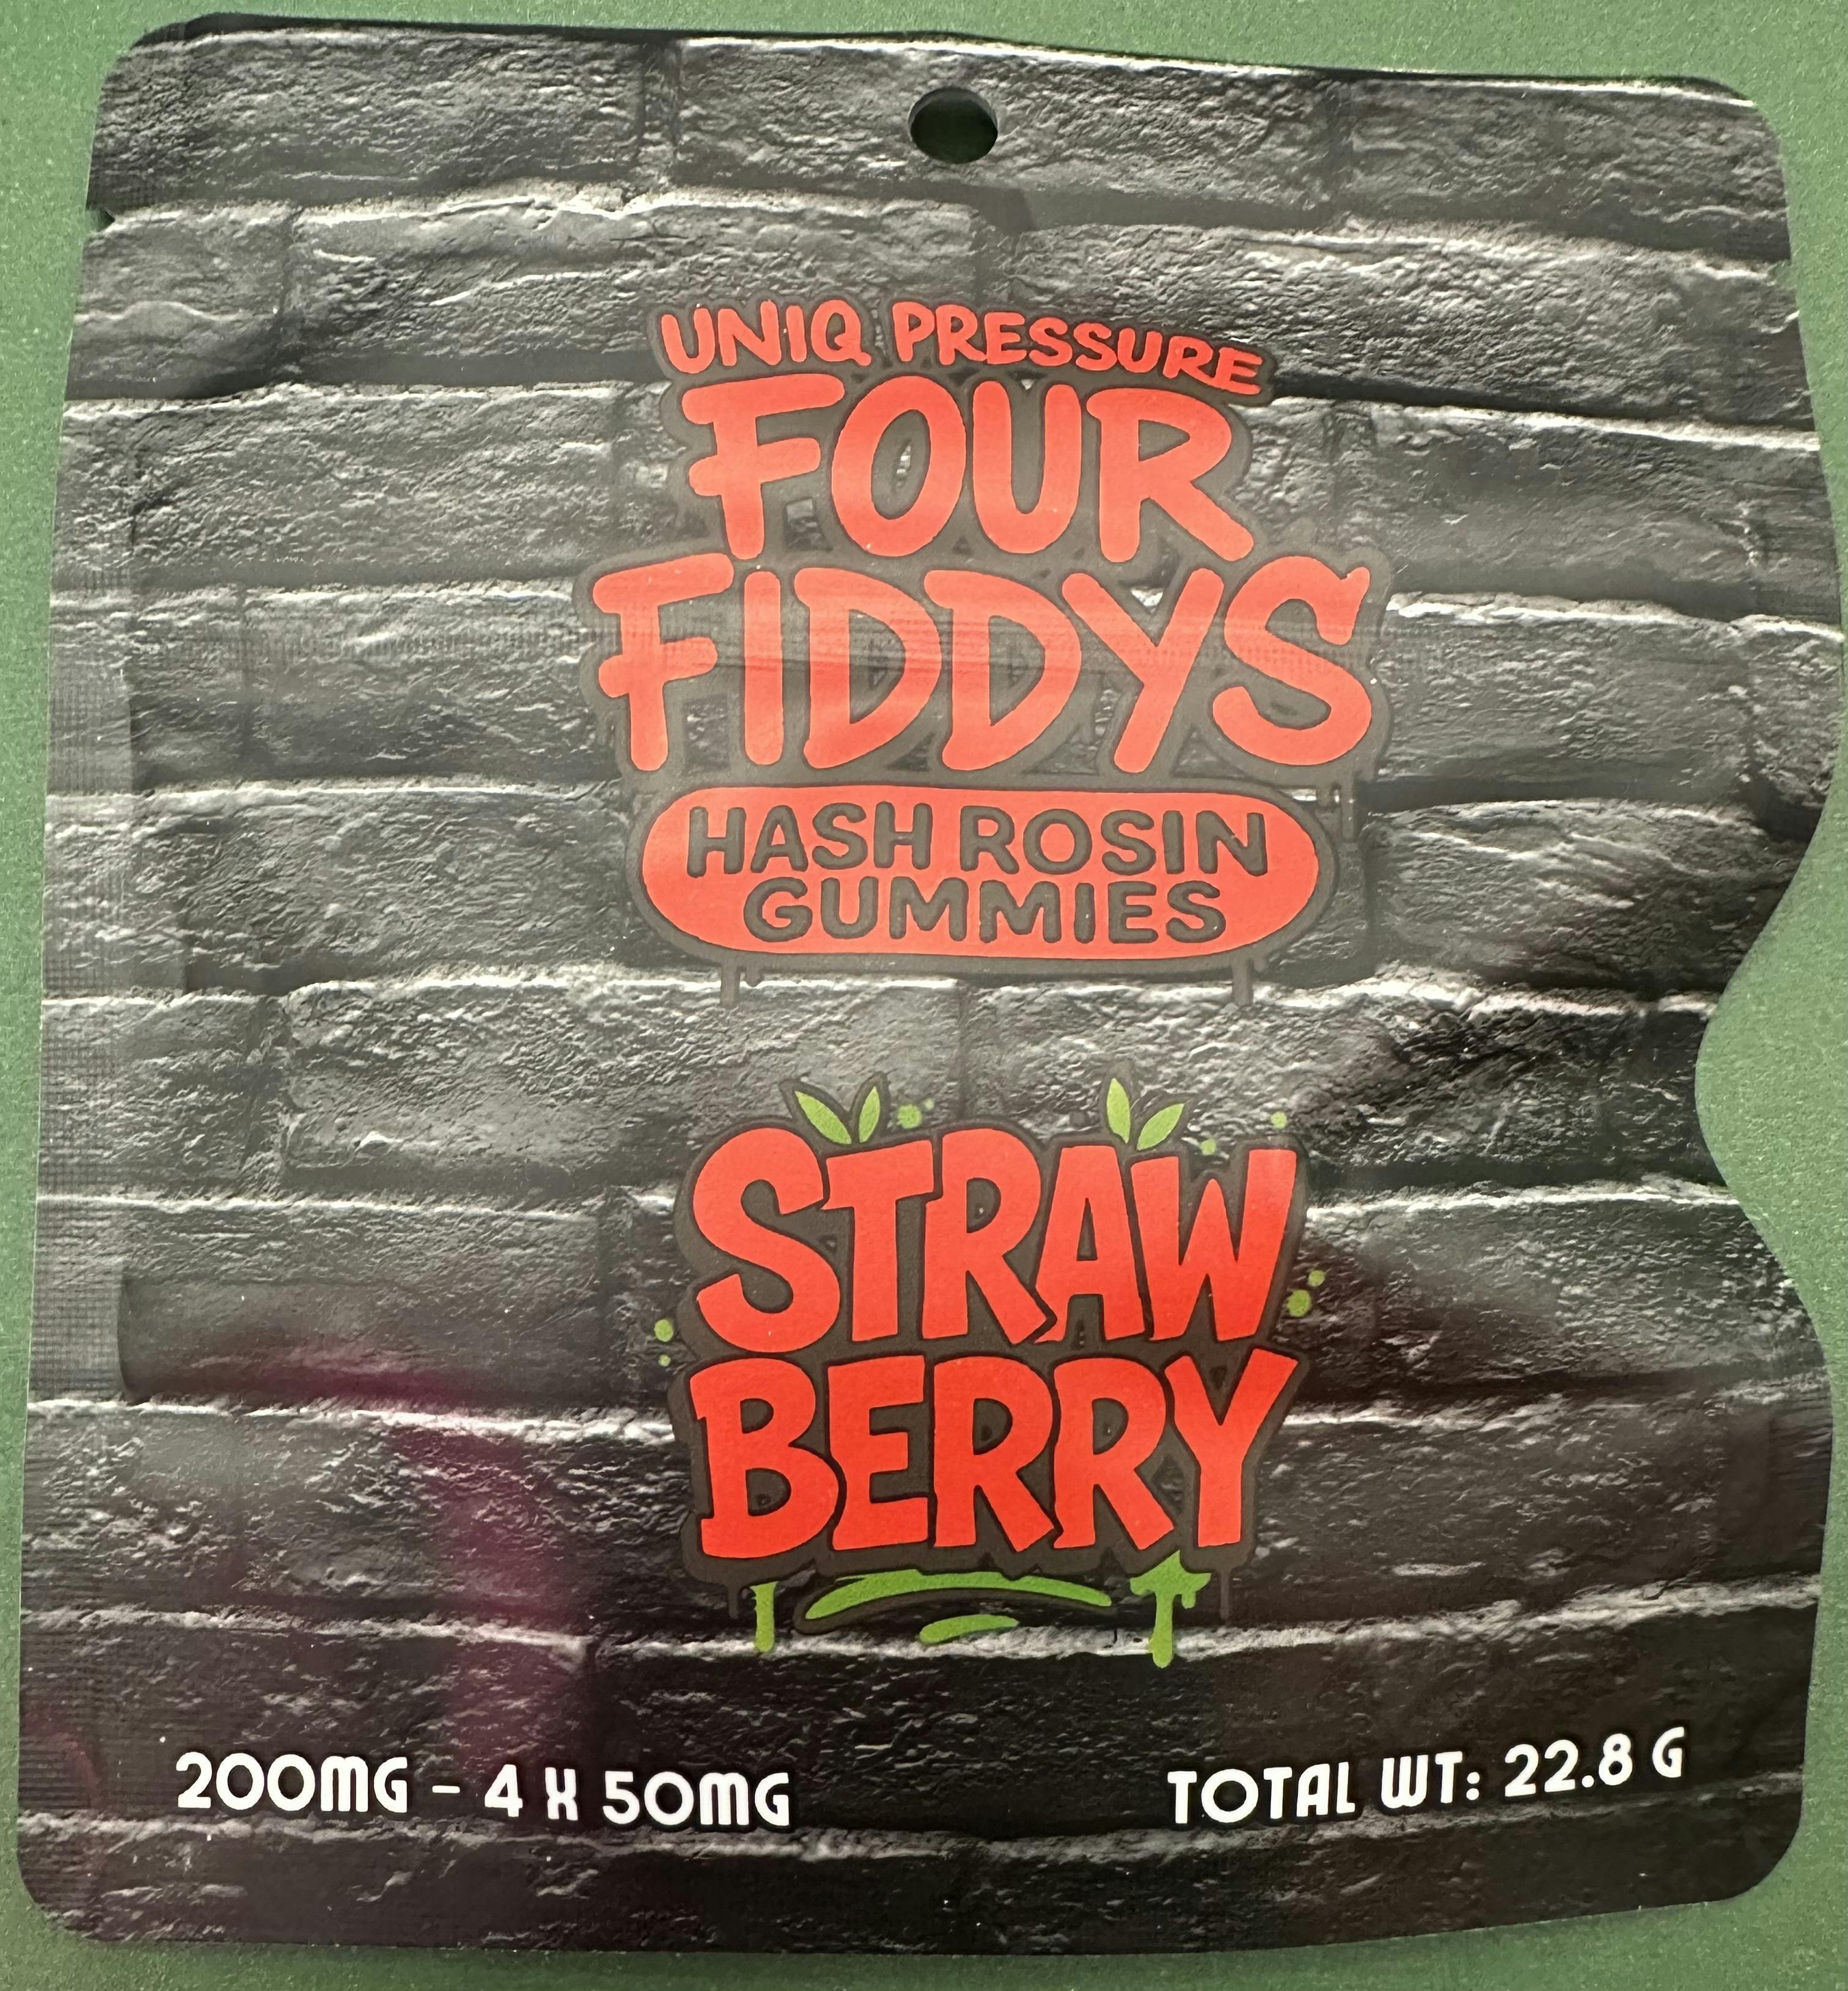 UNIQ PRESSURE
FOUR
FIDDYS
HASH ROSIN
GUMMIES
STRAW
BERRY
200MG - 4 X 50MG
TOTAL WT: 22.8 G